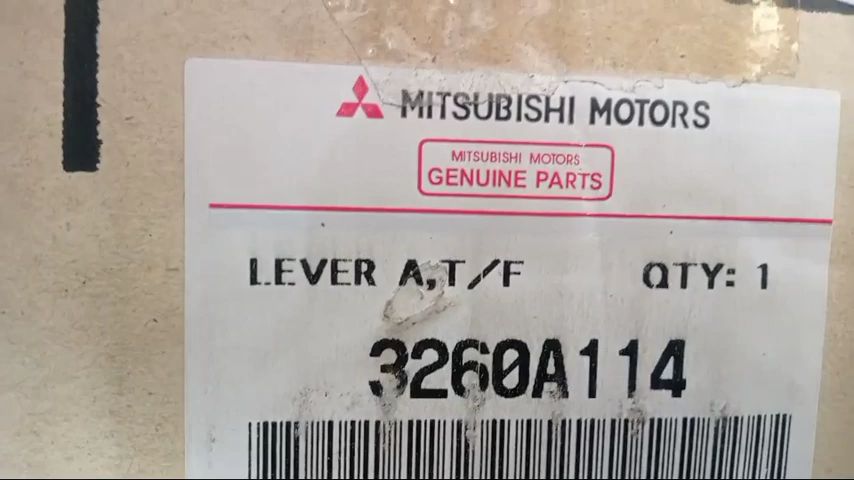 MITSUBISHI MOTORS
MITSUBISHI MOTORS
GENUINE PARTS
LEVER A,T/F QTY: 1
3260A114